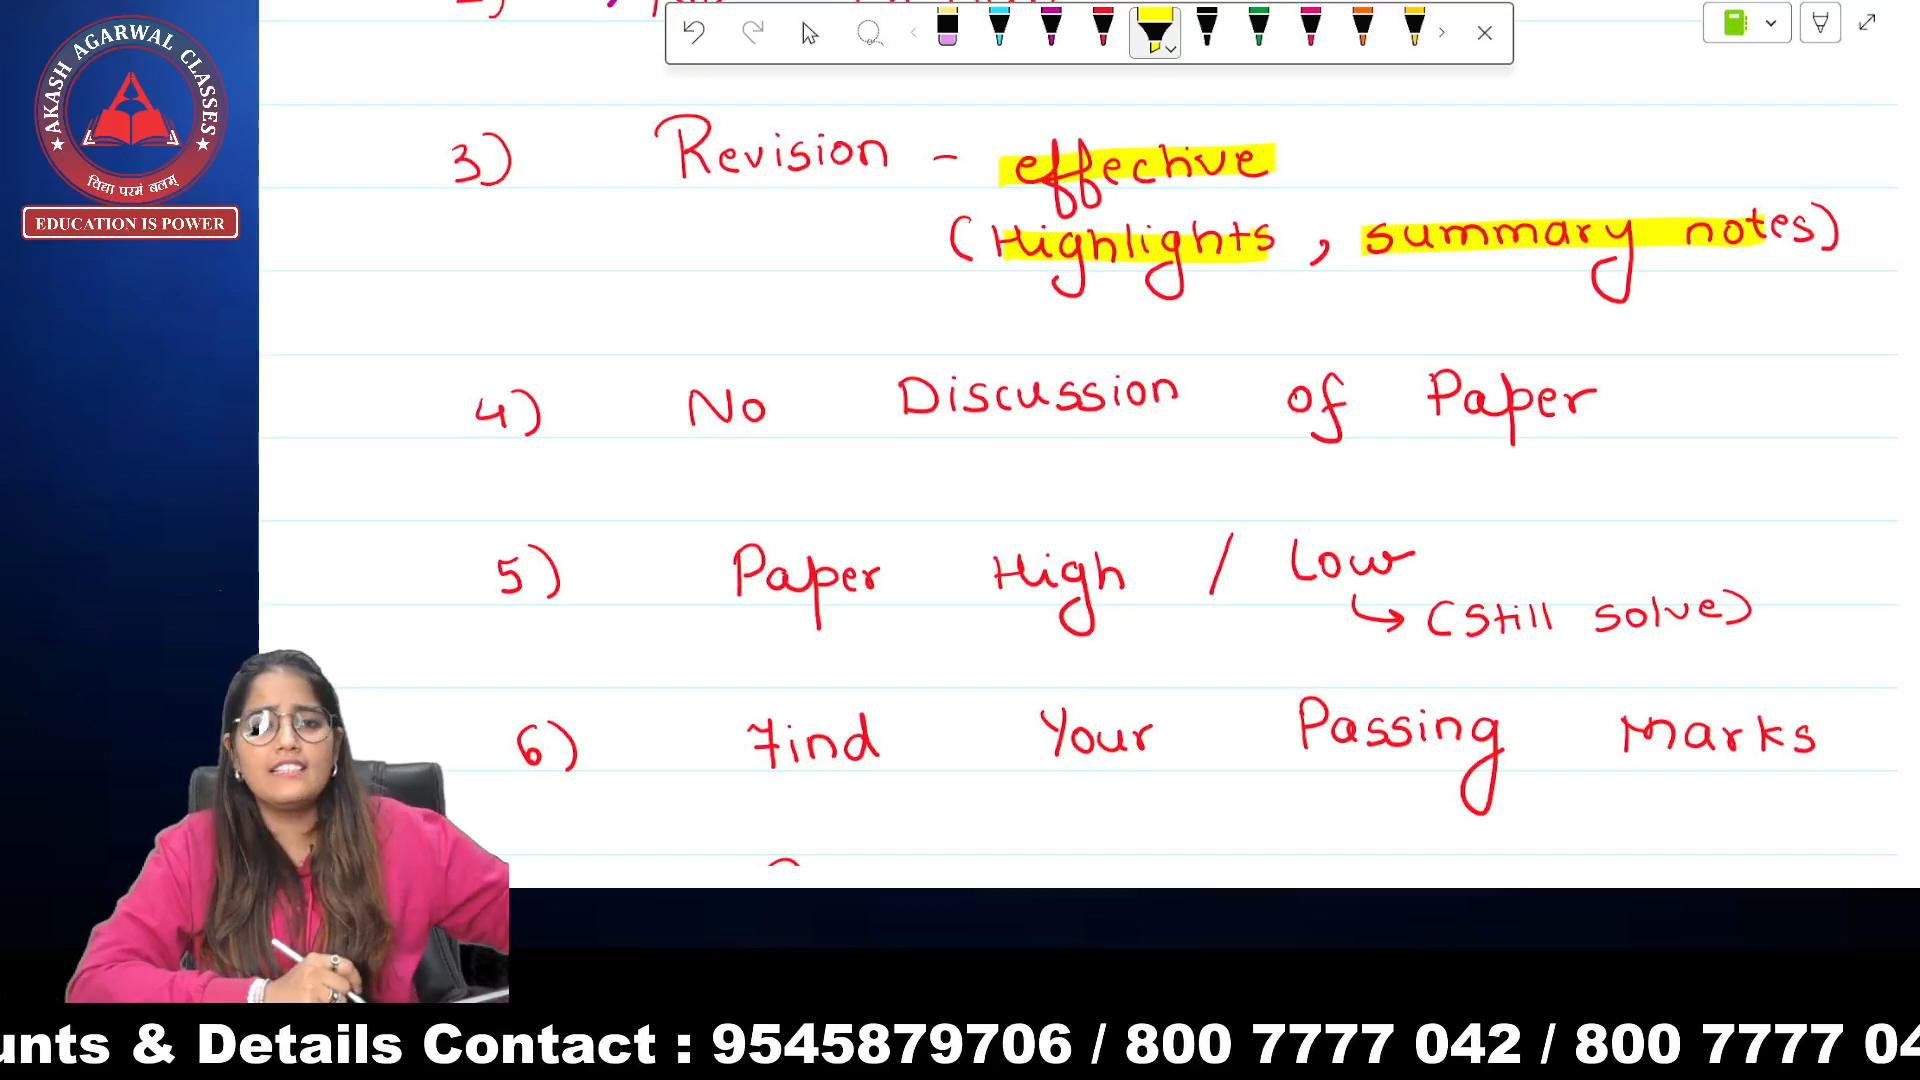 AKASH AGARWAL CLASSES
विद्या परमं बलम्
EDUCATION IS POWER
3) Revision - effective
(Highlights, summary notes)
4) No Discussion of Paper
5) Paper High / Low
↳ (still solve)
6) Find Your Passing Marks
unts & Details Contact : 9545879706 / 800 7777 042 / 800 7777 04